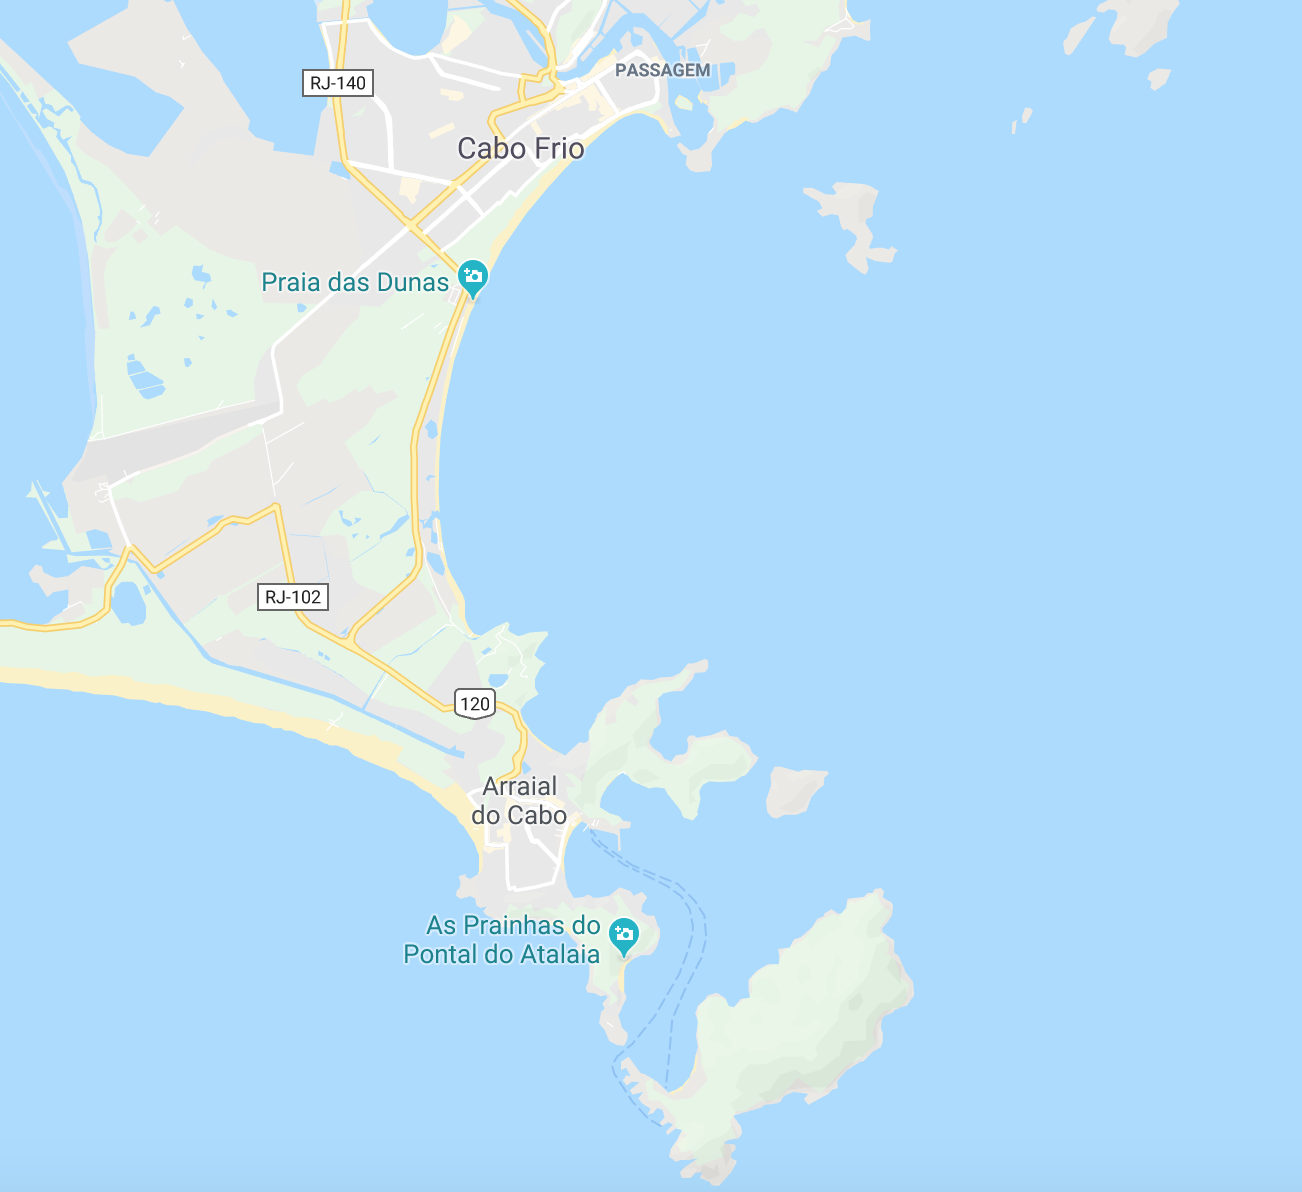 PASSAGEM
RJ-140
Cabo Frio
Praia das Dunas
RJ-102
120
Arraial
do Cabo
As Prainhas do
Pontal do Atalaia